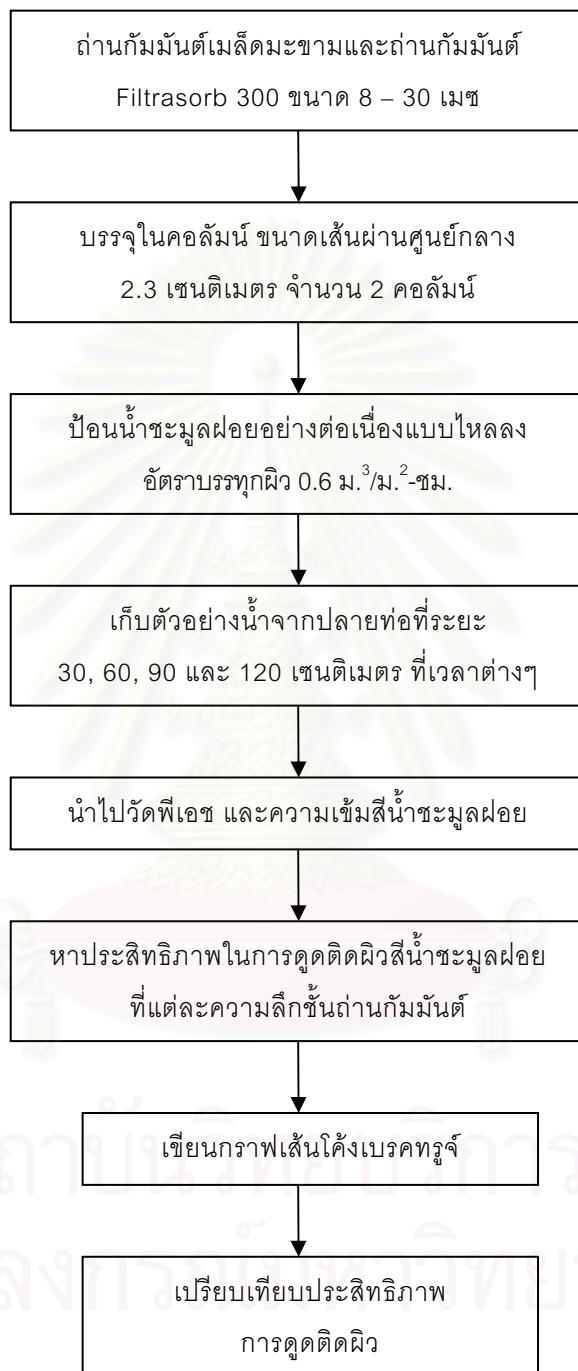 ถ่านกัมมันต์เมล็ดมะขามและถ่านกัมมันต์
Filtrasorb 300 ขนาด 8 – 30 เมซ
บรรจุในคอลัมน์ ขนาดเส้นผ่านศูนย์กลาง
2.3 เซนติเมตร จำนวน 2 คอลัมน์
ป้อนน้ำชะมูลฝอยอย่างต่อเนื่องแบบไหลลง
อัตราบรรทุกผิว 0.6 ม.³/ม.²-ชม.
เก็บตัวอย่างน้ำจากปลายท่อที่ระยะ
30, 60, 90 และ 120 เซนติเมตร ที่เวลาต่างๆ
นำไปวัดพีเอช และความเข้มสีน้ำชะมูลฝอย
หาประสิทธิภาพในการดูดติดผิวสีน้ำชะมูลฝอย
ที่แต่ละความลึกชั้นถ่านกัมมันต์
เขียนกราฟเส้นโค้งเบรคทรูจ์
เปรียบเทียบประสิทธิภาพ
การดูดติดผิว